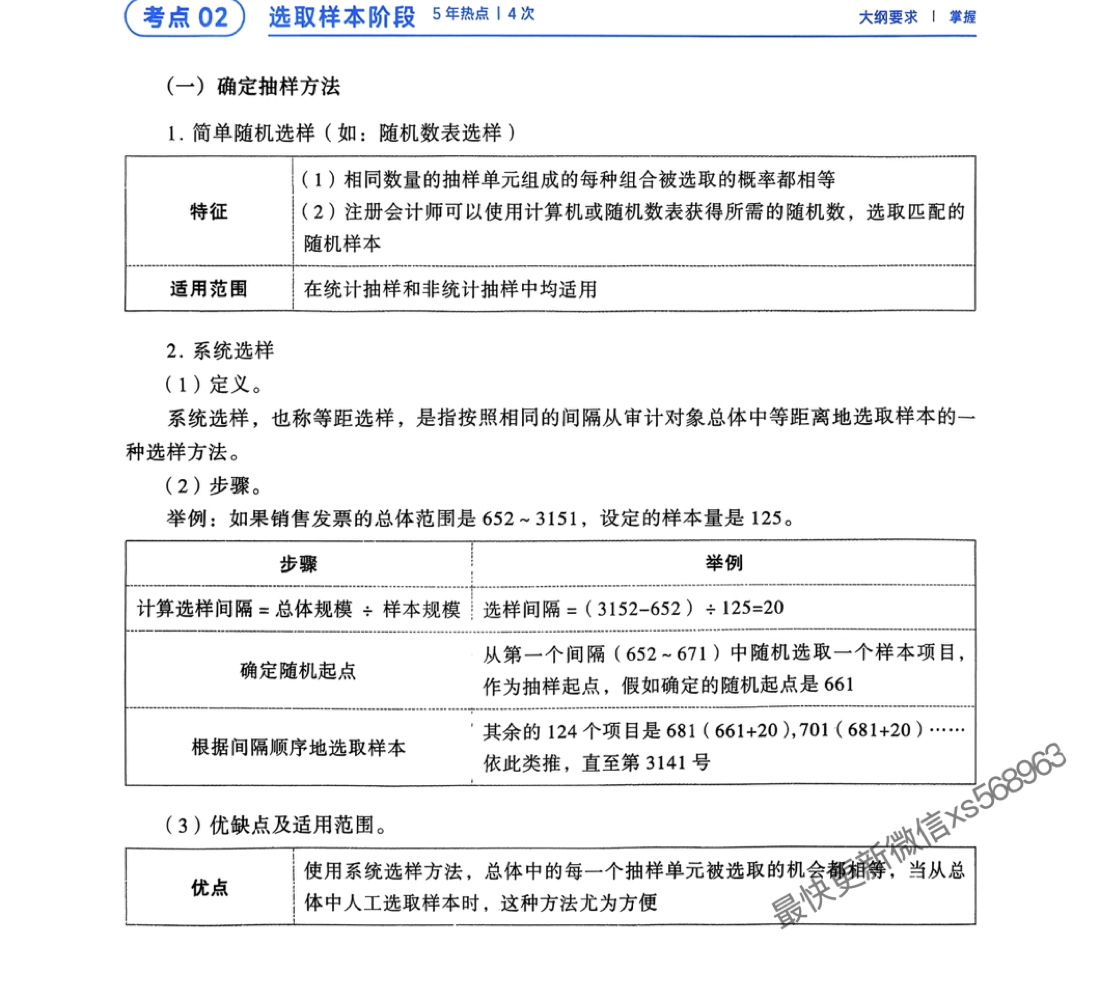 考点 02 选取样本阶段 5年热点 | 4次 大纲要求 | 掌握
（一）确定抽样方法
1. 简单随机选样（如：随机数表选样）
特征
（1）相同数量的抽样单元组成的每种组合被选取的概率都相等
（2）注册会计师可以使用计算机或随机数表获得所需的随机数，选取匹配的
随机样本
适用范围
在统计抽样和非统计抽样中均适用
2. 系统选样
（1）定义。
系统选样，也称等距选样，是指按照相同的间隔从审计对象总体中等距离地选取样本的一
种选样方法。
（2）步骤。
举例：如果销售发票的总体范围是 652 ~ 3151，设定的样本量是 125。
步骤 举例
计算选样间隔 = 总体规模 ÷ 样本规模 选样间隔 =（3152-652）÷ 125=20
确定随机起点
从第一个间隔（652 ~ 671）中随机选取一个样本项目，
作为抽样起点，假如确定的随机起点是 661
根据间隔顺序地选取样本
其余的 124 个项目是 681（661+20）,701（681+20）……
依此类推，直至第 3141 号
（3）优缺点及适用范围。
优点
使用系统选样方法，总体中的每一个抽样单元被选取的机会都相等，当从总
体中人工选取样本时，这种方法尤为方便
最快更新微信xs568963